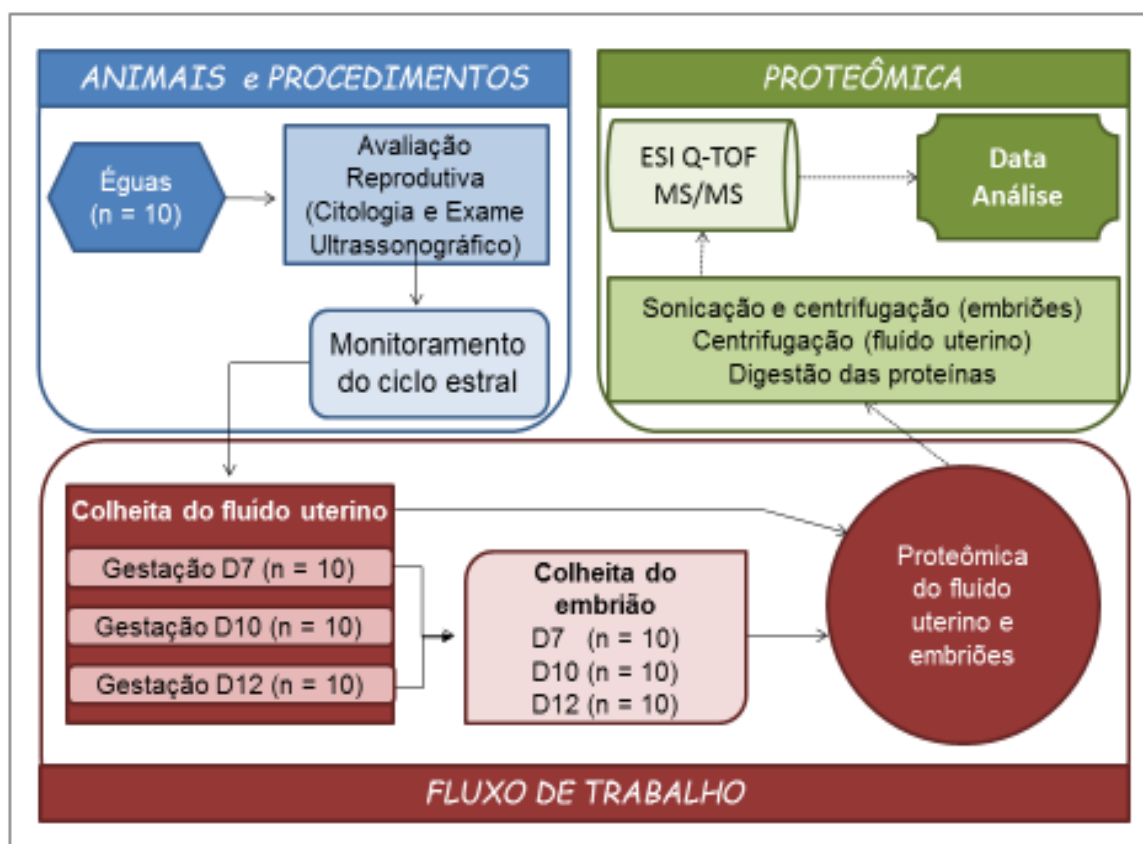 ANIMAIS e PROCEDIMENTOS
Éguas
(n = 10)
Avaliação
Reprodutiva
(Citologia e Exame
Ultrassonográfico)
Monitoramento
do ciclo estral
PROTEÔMICA
ESI Q-TOF
MS/MS
Data
Análise
Sonicação e centrifugação (embriões)
Centrifugação (fluído uterino)
Digestão das proteínas
Colheita do fluído uterino
Gestação D7 (n = 10)
Gestação D10 (n = 10)
Gestação D12 (n = 10)
Colheita do
embrião
D7 (n = 10)
D10 (n = 10)
D12 (n = 10)
Proteômica
do fluído
uterino e
embriões
FLUXO DE TRABALHO